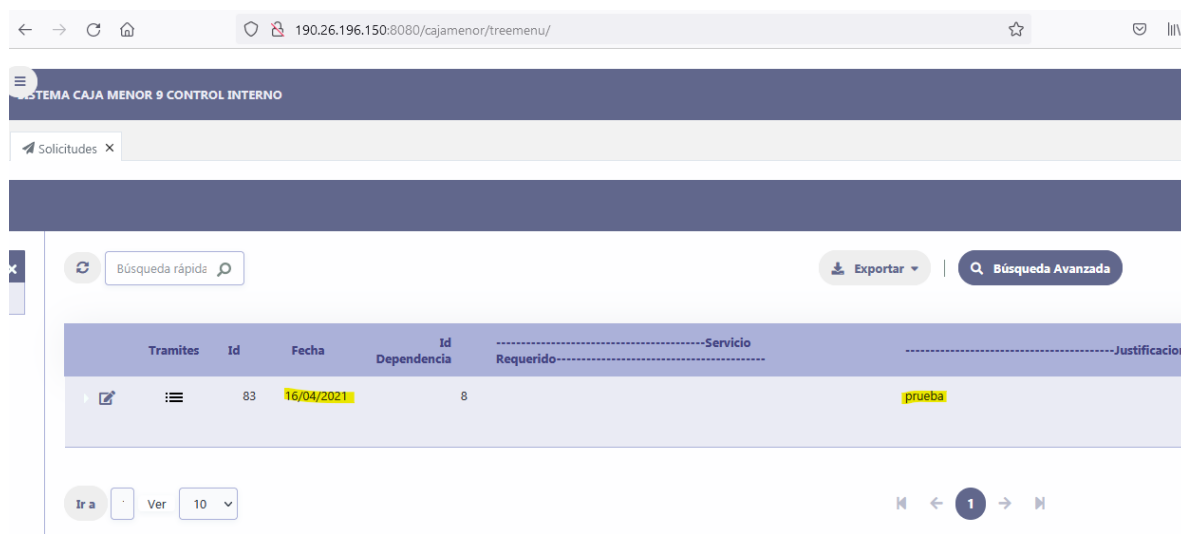 190.26.196.150:8080/cajamenor/treemenu/
SISTEMA CAJA MENOR 9 CONTROL INTERNO
Solicitudes
Búsqueda rápida
Exportar
Búsqueda Avanzada
Tramites Id Fecha Id Dependencia ------------------------------------------Servicio Requerido------------------------------------------ ------------------------------------------Justificacion
83 16/04/2021 8 prueba
Ir a Ver 10 1